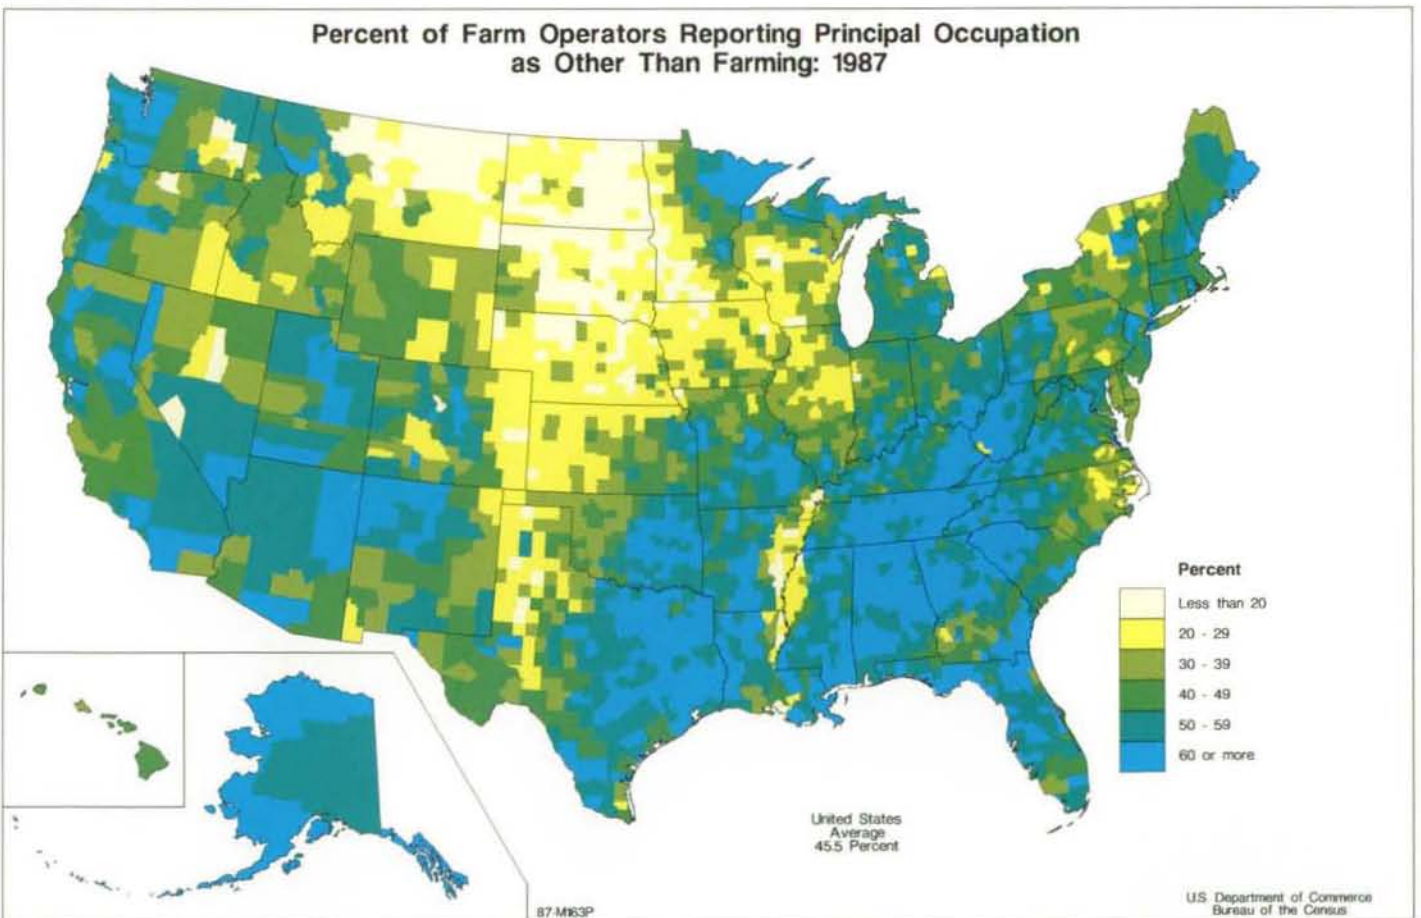 Percent of Farm Operators Reporting Principal Occupation
as Other Than Farming: 1987
Percent
Less than 20
20 - 29
30 - 39
40 - 49
50 - 59
60 or more
United States
Average
45.5 Percent
87-M163P
U.S Department of Commerce
Bureau of the Census